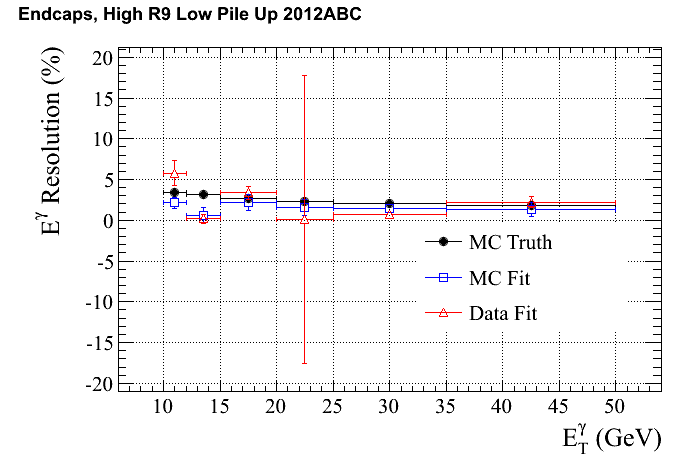 Endcaps, High R9 Low Pile Up 2012ABC
E^γ Resolution (%)
20
15
10
5
0
-5
-10
-15
-20
MC Truth
MC Fit
Data Fit
10 15 20 25 30 35 40 45 50
E_T^γ (GeV)